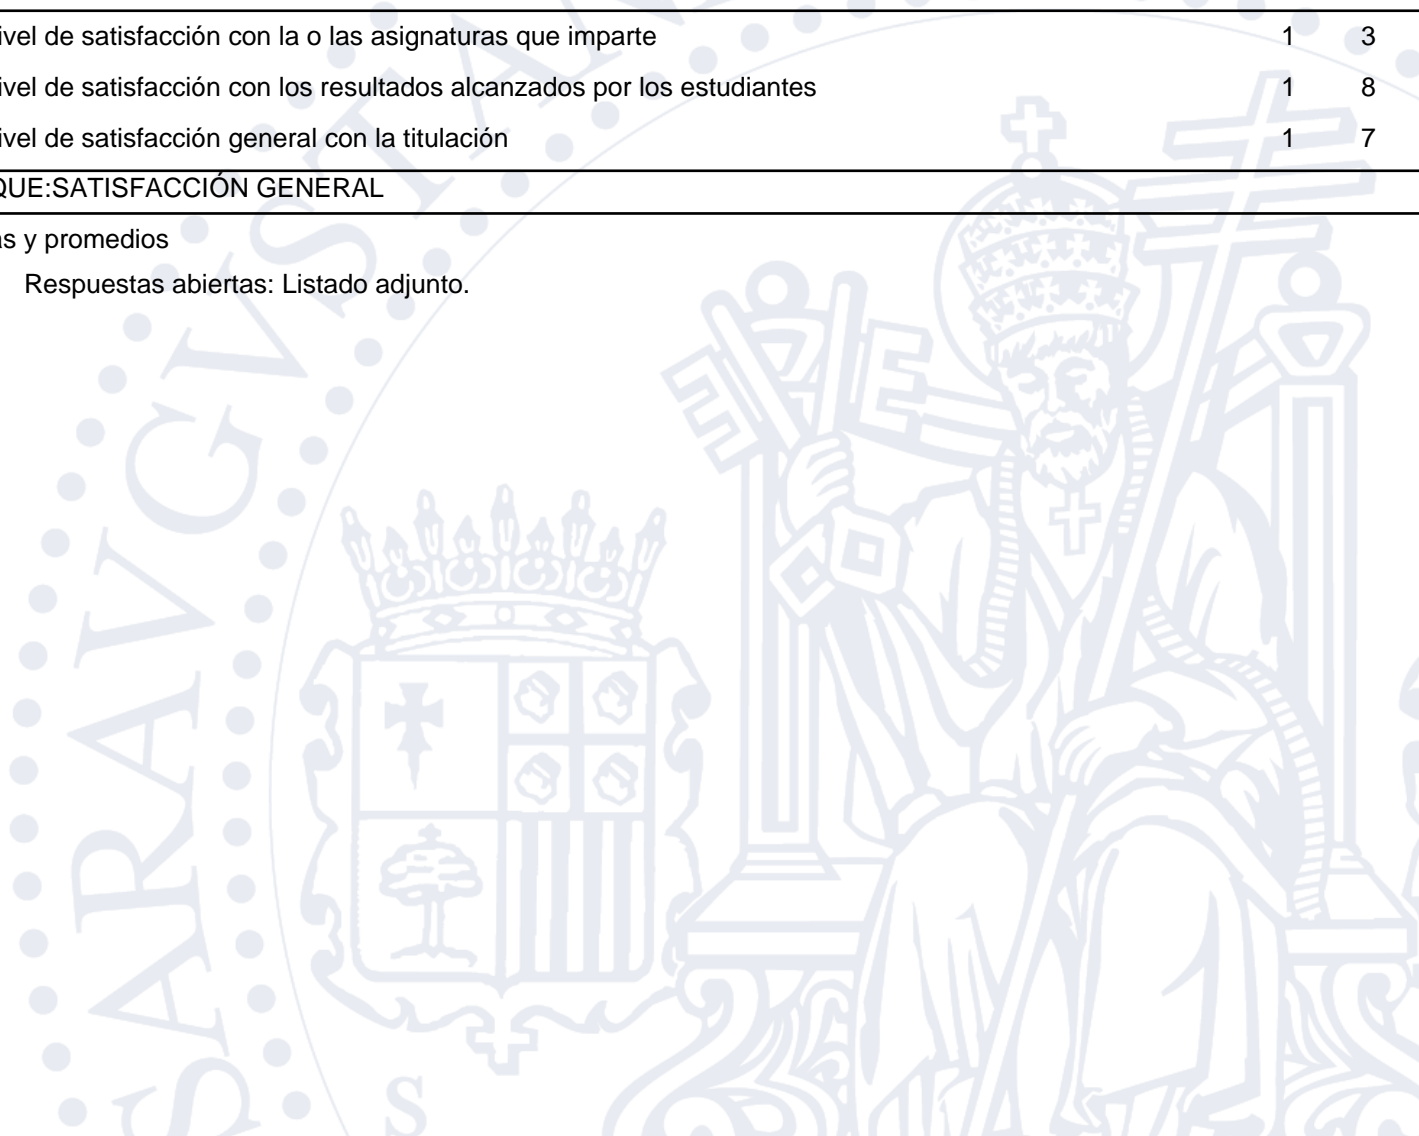 ivel de satisfacción con la o las asignaturas que imparte 1 3
ivel de satisfacción con los resultados alcanzados por los estudiantes 1 8
ivel de satisfacción general con la titulación 1 7
QUE:SATISFACCIÓN GENERAL
as y promedios
Respuestas abiertas: Listado adjunto.
SARAVGVSTAN
S